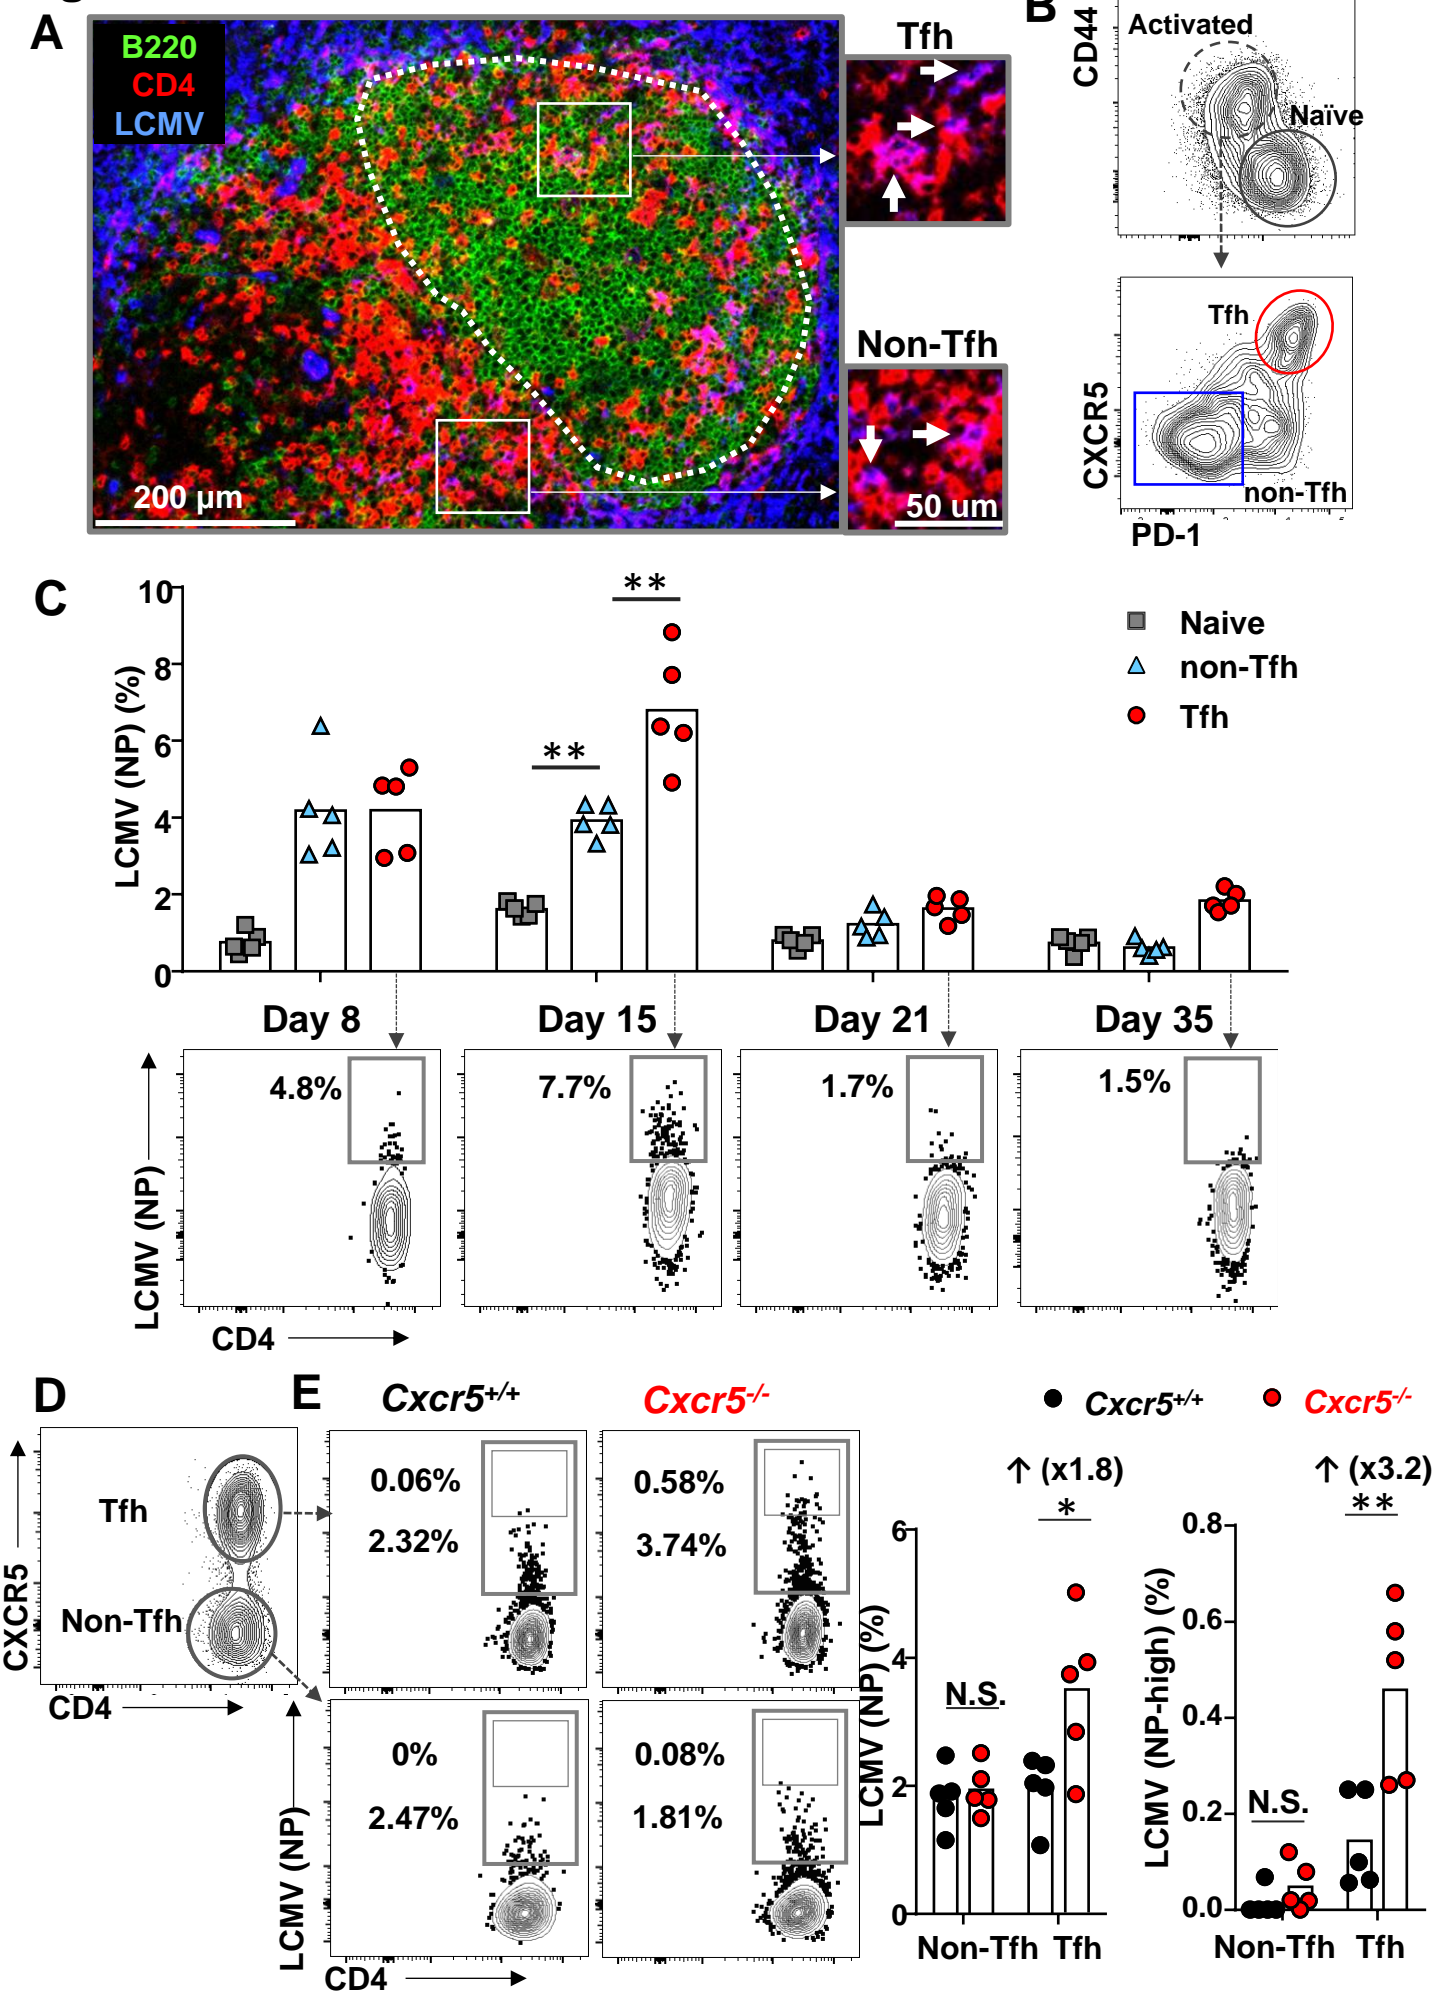 A
B220
CD4
LCMV
200 µm
Tfh
Non-Tfh
50 um
B
CD44
Activated
Naïve
Tfh
CXCR5
non-Tfh
PD-1
C
LCMV (NP) (%)
10
8
6
4
2
0
**
**
Naive
non-Tfh
Tfh
Day 8
Day 15
Day 21
Day 35
4.8%
7.7%
1.7%
1.5%
LCMV (NP)
CD4
D
CXCR5
Tfh
Non-Tfh
CD4
E
Cxcr5+/+
Cxcr5-/-
0.06%
2.32%
0.58%
3.74%
0%
2.47%
0.08%
1.81%
LCMV (NP)
CD4
Cxcr5+/+
Cxcr5-/-
↑ (x1.8)
*
N.S.
LCMV (NP) (%)
6
4
2
0
Non-Tfh Tfh
↑ (x3.2)
**
N.S.
LCMV (NP-high) (%)
0.8
0.6
0.4
0.2
0.0
Non-Tfh Tfh